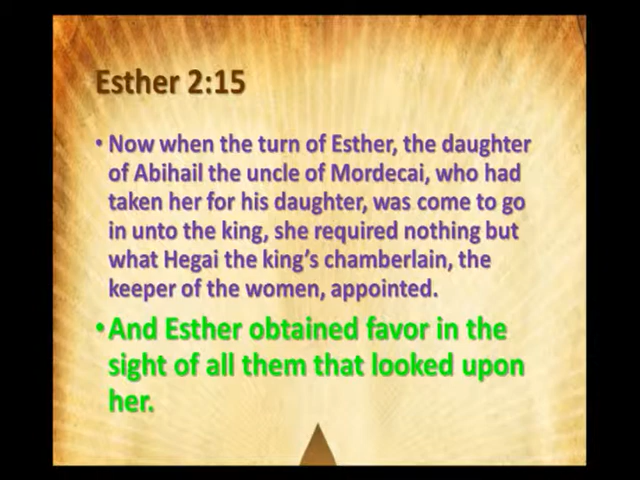 Esther 2:15
• Now when the turn of Esther, the daughter
of Abihail the uncle of Mordecai, who had
taken her for his daughter, was come to go
in unto the king, she required nothing but
what Hegai the king’s chamberlain, the
keeper of the women, appointed.
• And Esther obtained favor in the
sight of all them that looked upon
her.